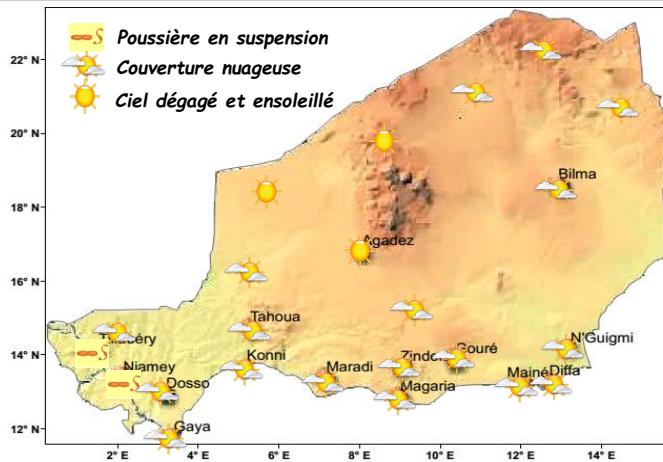 S Poussière en suspension
Couverture nuageuse
Ciel dégagé et ensoleillé
22° N
20° N
18° N
16° N
14° N
12° N
Bilma
Agadez
Tahoua
N'Guigmi
Gouré
Konni
Maradi
Niamey
S
Dosso
S
Mainé
Diffa
Magaria
Gaya
2° E
4° E
6° E
8° E
10° E
12° E
14° E